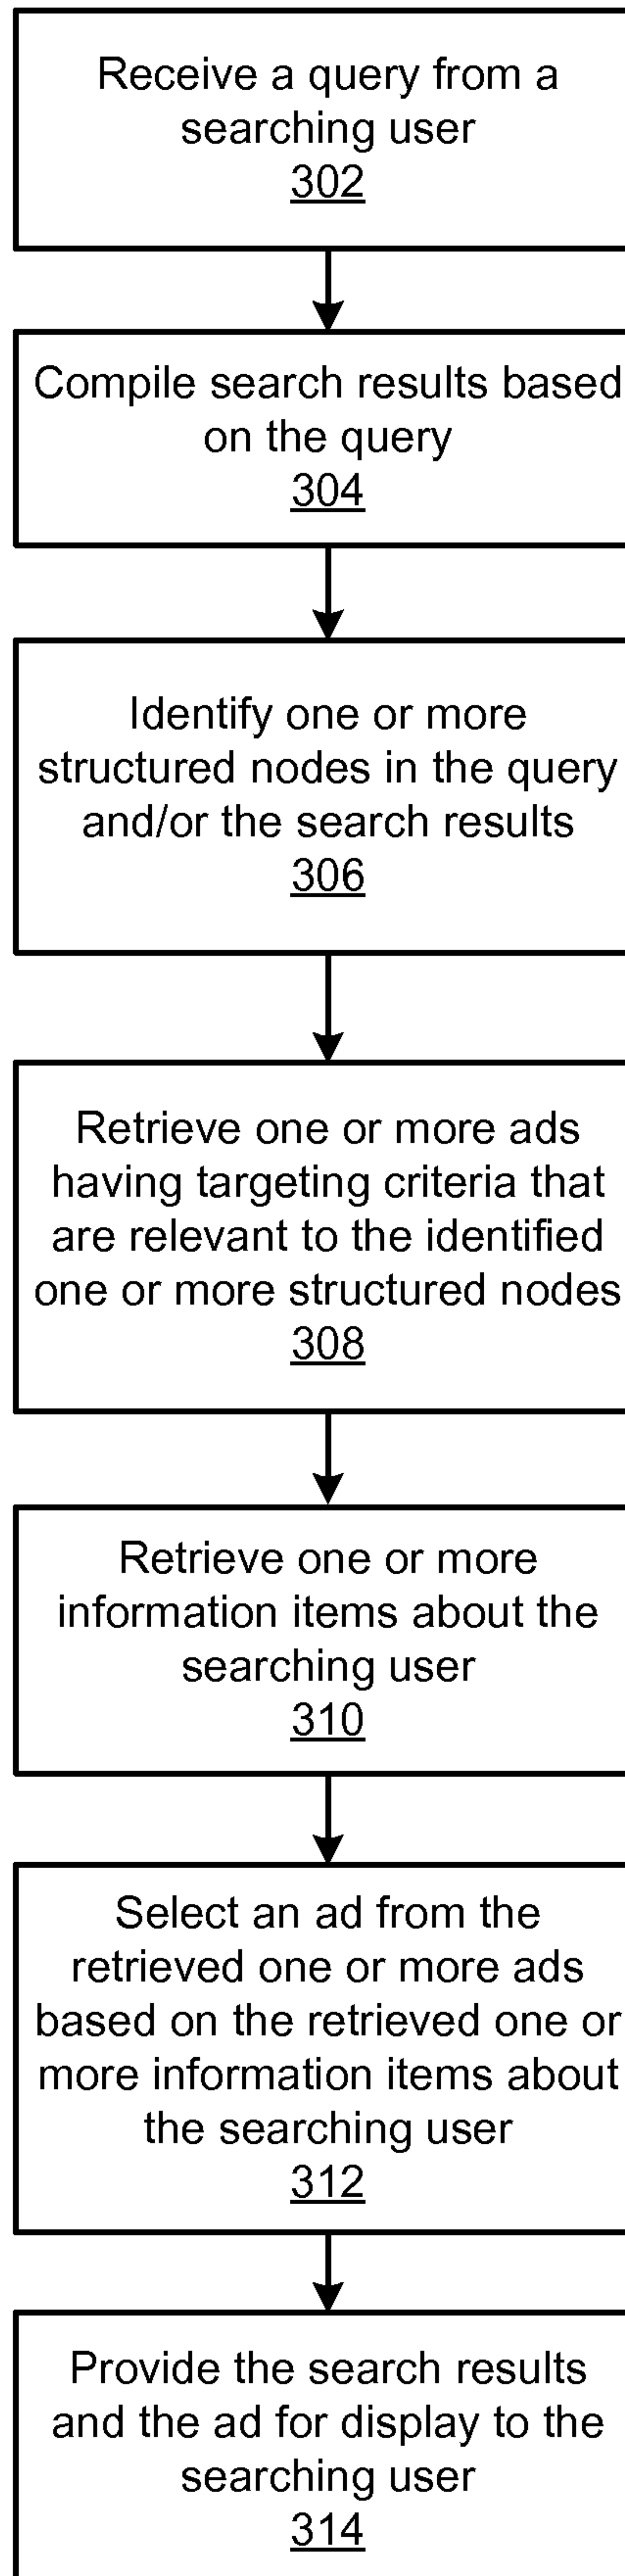 Receive a query from a
searching user
302
Compile search results based
on the query
304
Identify one or more
structured nodes in the query
and/or the search results
306
Retrieve one or more ads
having targeting criteria that
are relevant to the identified
one or more structured nodes
308
Retrieve one or more
information items about the
searching user
310
Select an ad from the
retrieved one or more ads
based on the retrieved one or
more information items about
the searching user
312
Provide the search results
and the ad for display to the
searching user
314